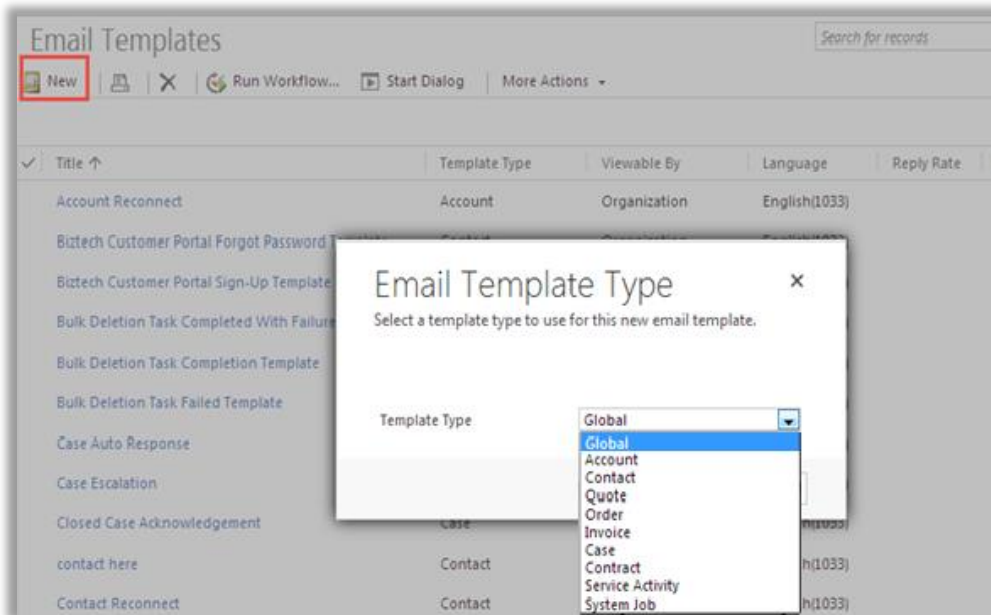 Email Templates
Search for records
New Run Workflow... Start Dialog More Actions
Title Template Type Viewable By Language Reply Rate
Account Reconnect Account Organization English(1033)
Biztech Customer Portal Forgot Password
Biztech Customer Portal Sign-Up Template
Bulk Deletion Task Completed With Failure
Bulk Deletion Task Completion Template
Bulk Deletion Task Failed Template
Case Auto Response
Case Escalation
Closed Case Acknowledgement Case
contact here Contact h(1033)
Contact Reconnect Contact h(1033)
Email Template Type
Select a template type to use for this new email template.
Template Type Global
Global
Account
Contact
Quote
Order
Invoice
Case
Contract
Service Activity
System Job